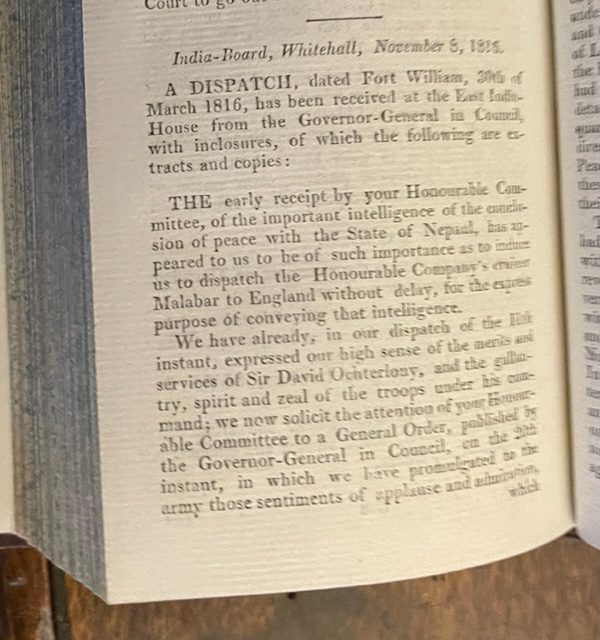 Court to go
India-Board, Whitehall, November 8, 1816.
A DISPATCH, dated Fort William, 30th of
March 1816, has been received at the East India-
House from the Governor-General in Council,
with inclosures, of which the following are ex-
tracts and copies:
THE early receipt by your Honourable Com-
mittee, of the important intelligence of the conclu-
sion of peace with the State of Nepaul, has ap-
peared to us to be of such importance as to induce
us to dispatch the Honourable Company's cruizer
Malabar to England without delay, for the express
purpose of conveying that intelligence.
We have already, in our dispatch of the
instant, expressed our high sense of the merits and
services of Sir David Ochterlony, and the gallan-
try, spirit and zeal of the troops under his com-
mand; we now solicit the attention of your Honour-
able Committee to a General Order, published by
the Governor-General in Council, on the
instant, in which we have promulgated to the
army those sentiments of applause and admiration,
which